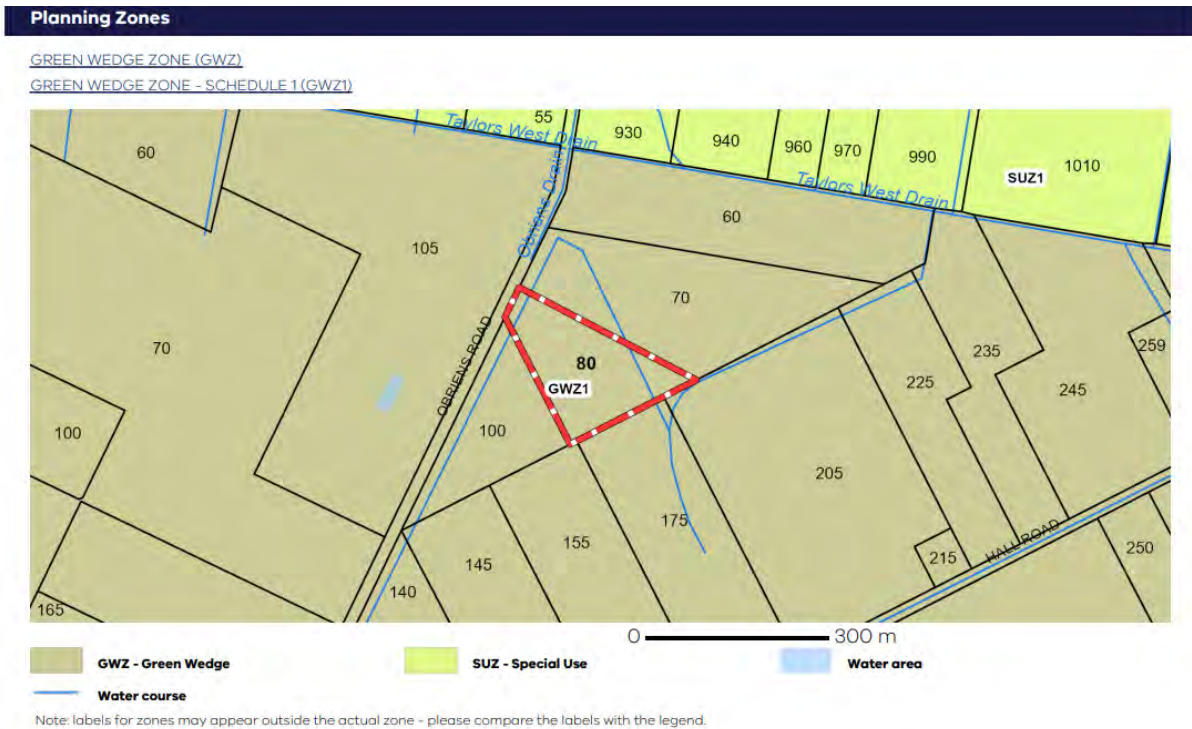 Planning Zones
GREEN WEDGE ZONE (GWZ)
GREEN WEDGE ZONE - SCHEDULE 1 (GWZ1)
55
Taylors West Drain
930
940
960
970
990
SUZ1
1010
60
Taylors West Drain
Obriens Drain
60
105
70
70
OBRIENS ROAD
80
GWZ1
235
259
225
245
100
100
205
175
155
145
140
215
HALL ROAD
250
165
0
300 m
GWZ - Green Wedge
SUZ - Special Use
Water area
Water course
Note: labels for zones may appear outside the actual zone - please compare the labels with the legend.